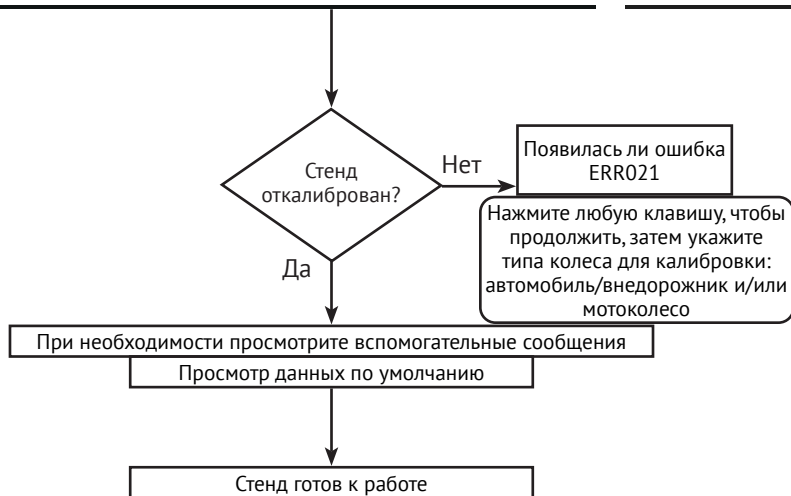 Стенд
откалиброван?
Нет
Появилась ли ошибка
ERR021
Нажмите любую клавишу, чтобы
продолжить, затем укажите
типа колеса для калибровки:
автомобиль/внедорожник и/или
мотоколесо
Да
При необходимости просмотрите вспомогательные сообщения
Просмотр данных по умолчанию
Стенд готов к работе